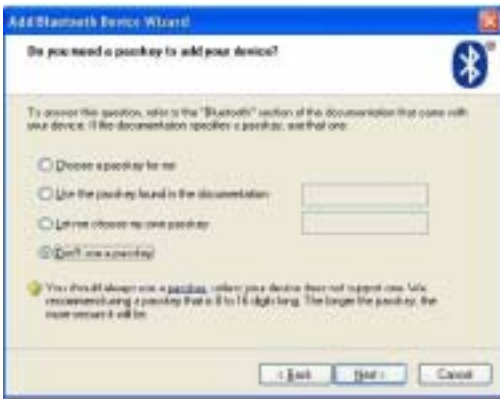 Add Bluetooth Device Wizard
Do you need a passkey to add your device?
To answer this question, refer to the "Bluetooth" section of the documentation that came with
your device. If the documentation specifies a passkey, use that one.
Choose a passkey for me
Use the passkey found in the documentation:
Let me choose my own passkey:
Don't use a passkey
You should always use a passkey, unless your device does not support one. We
recommend using a passkey that is 8 to 16 digits long. The longer the passkey, the
more secure it will be.
< Back
Next >
Cancel